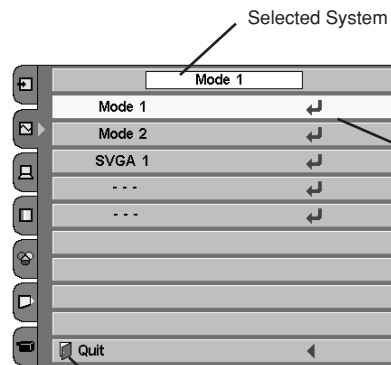 Selected System
Mode 1
Mode 1
Mode 2
SVGA 1
- - -
- - -
Quit